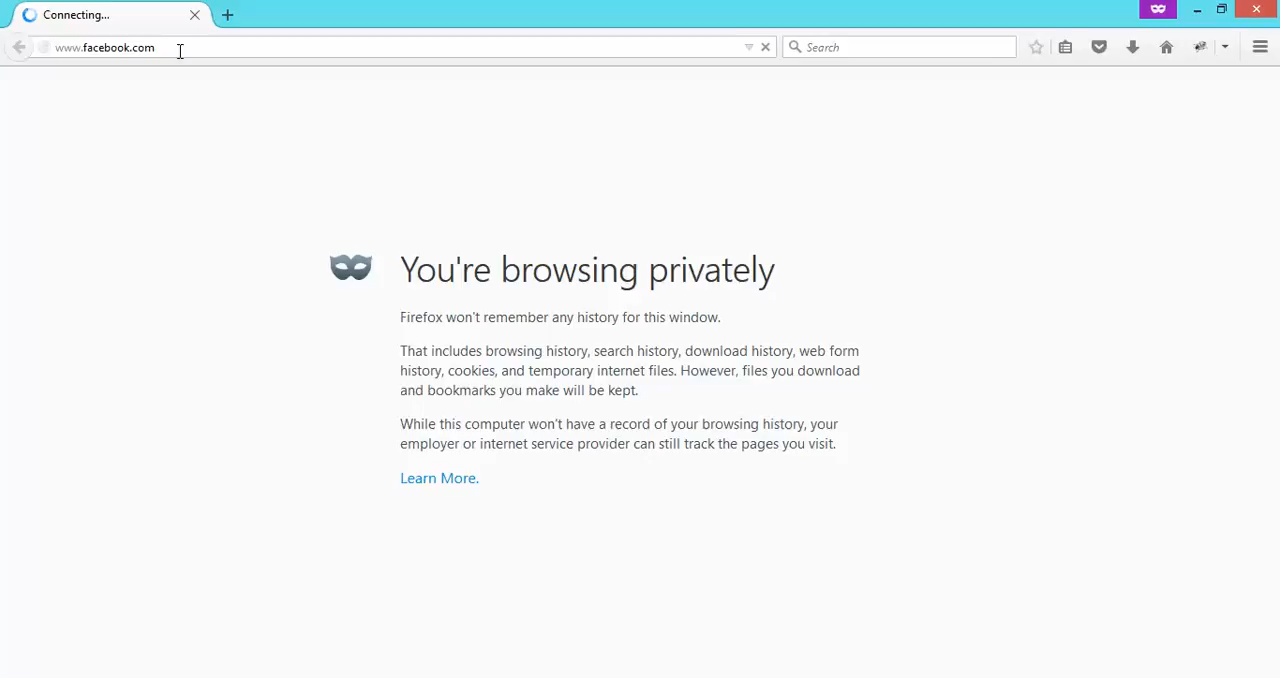 Connecting...
www.facebook.com
Search
You're browsing privately
Firefox won't remember any history for this window.
That includes browsing history, search history, download history, web form
history, cookies, and temporary internet files. However, files you download
and bookmarks you make will be kept.
While this computer won't have a record of your browsing history, your
employer or internet service provider can still track the pages you visit.
Learn More.